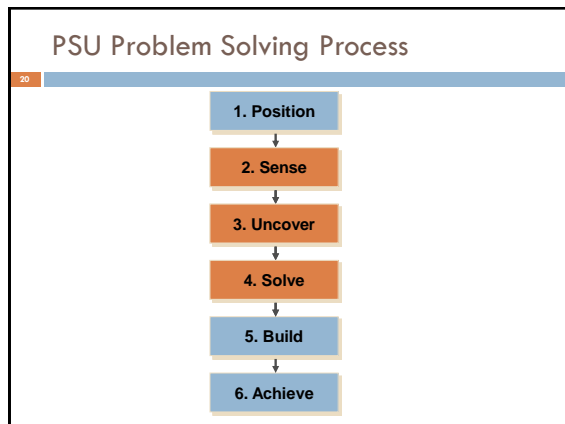 PSU Problem Solving Process
20
1. Position
2. Sense
3. Uncover
4. Solve
5. Build
6. Achieve